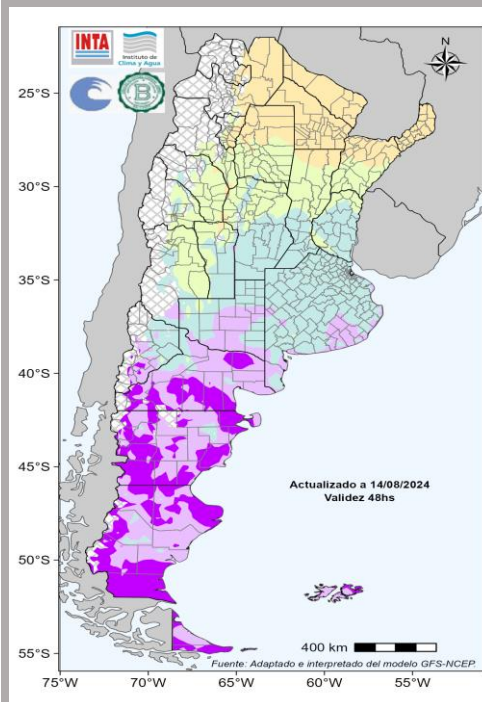 INTA
Instituto de
Clima y Agua
B
N
25°S
30°S
35°S
40°S
45°S
50°S
55°S
Actualizado a 14/08/2024
Validez 48hs
400 km
Fuente: Adaptado e interpretado del modelo GFS-NCEP.
75°W 70°W 65°W 60°W 55°W